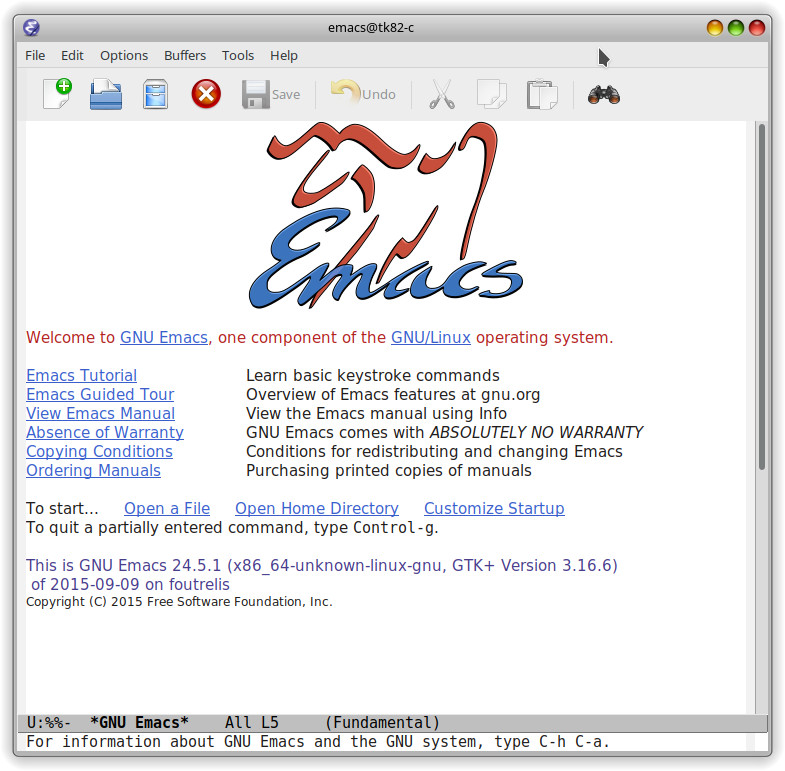 emacs@tk82-c
File Edit Options Buffers Tools Help
Save Undo
Emacs
Welcome to GNU Emacs, one component of the GNU/Linux operating system.
Emacs Tutorial Learn basic keystroke commands
Emacs Guided Tour Overview of Emacs features at gnu.org
View Emacs Manual View the Emacs manual using Info
Absence of Warranty GNU Emacs comes with ABSOLUTELY NO WARRANTY
Copying Conditions Conditions for redistributing and changing Emacs
Ordering Manuals Purchasing printed copies of manuals
To start... Open a File Open Home Directory Customize Startup
To quit a partially entered command, type Control-g.
This is GNU Emacs 24.5.1 (x86_64-unknown-linux-gnu, GTK+ Version 3.16.6)
of 2015-09-09 on foutrelis
Copyright (C) 2015 Free Software Foundation, Inc.
U:%%- *GNU Emacs* All L5 (Fundamental)
For information about GNU Emacs and the GNU system, type C-h C-a.